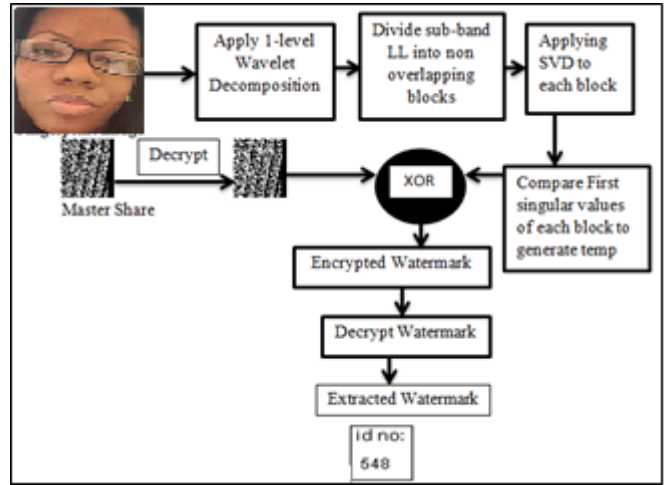 Apply 1-level
Wavelet
Decomposition
Divide sub-band
LL into non
overlapping
blocks
Applying
SVD to
each block
Decrypt
Master Share
XOR
Compare First
singular values
of each block to
generate temp
Encrypted Watermark
Decrypt Watermark
Extracted Watermark
id no:
548